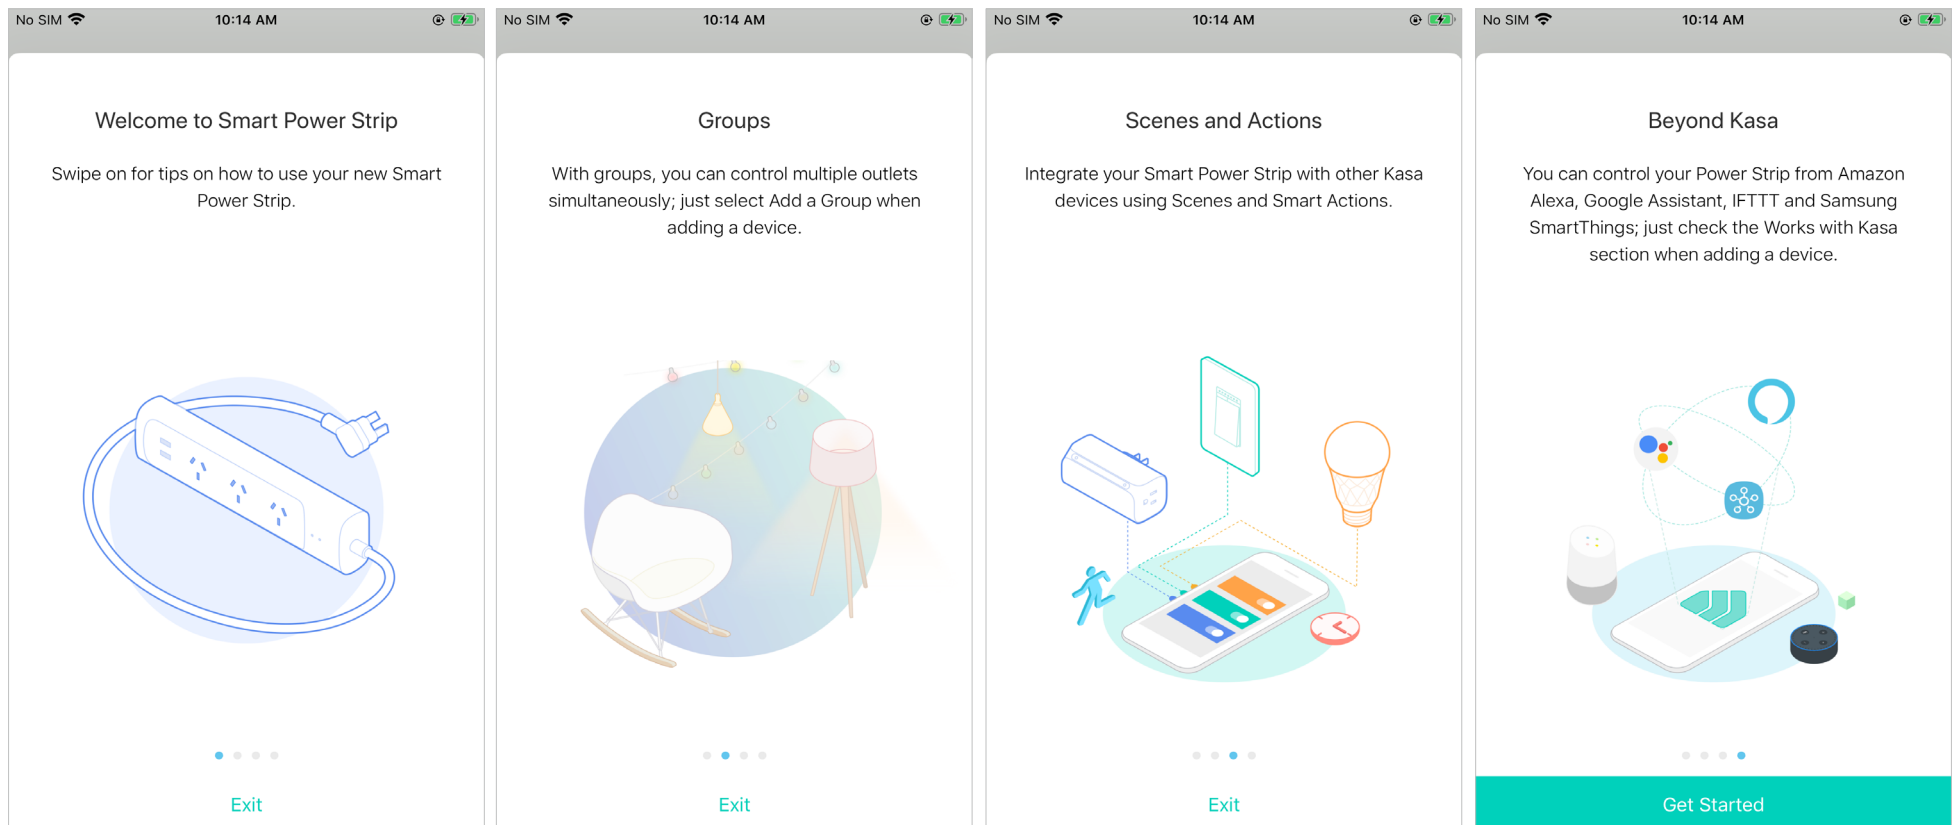 No SIM 10:14 AM
Welcome to Smart Power Strip
Swipe on for tips on how to use your new Smart
Power Strip.
Exit
No SIM 10:14 AM
Groups
With groups, you can control multiple outlets
simultaneously; just select Add a Group when
adding a device.
Exit
No SIM 10:14 AM
Scenes and Actions
Integrate your Smart Power Strip with other Kasa
devices using Scenes and Smart Actions.
Exit
No SIM 10:14 AM
Beyond Kasa
You can control your Power Strip from Amazon
Alexa, Google Assistant, IFTTT and Samsung
SmartThings; just check the Works with Kasa
section when adding a device.
Get Started